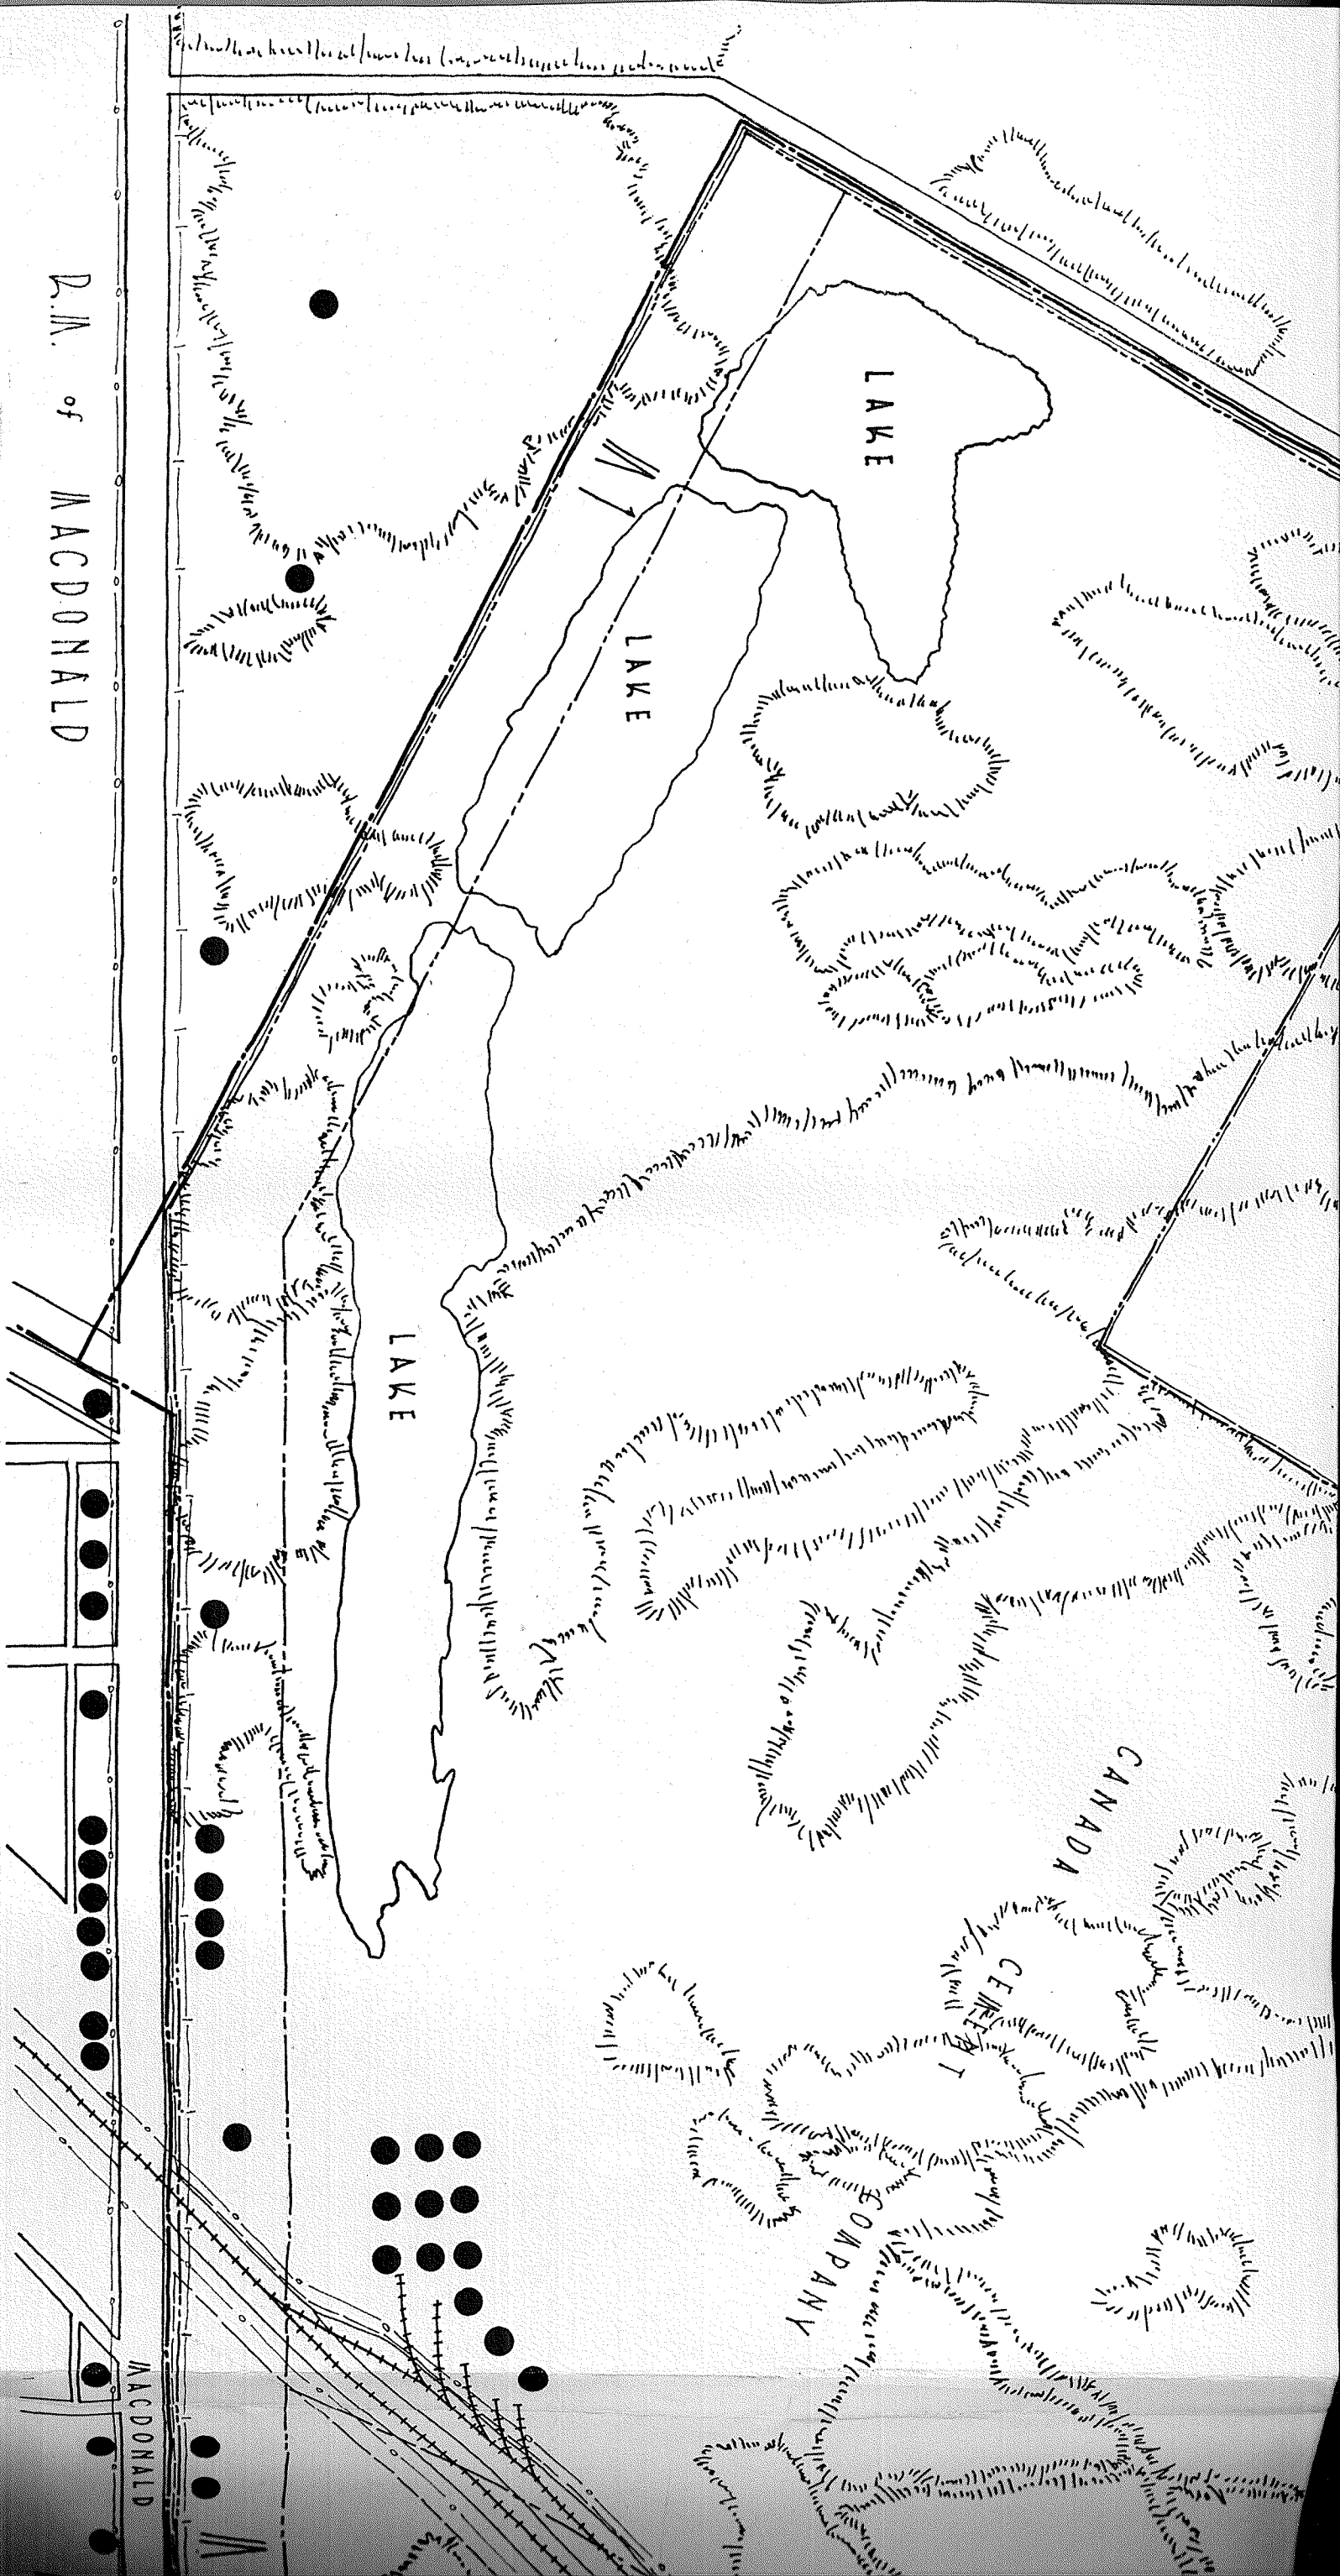 R.M. of MACDONALD
LAKE
LAKE
LAKE
CANADA
CEMENT
COMPANY
MACDONALD